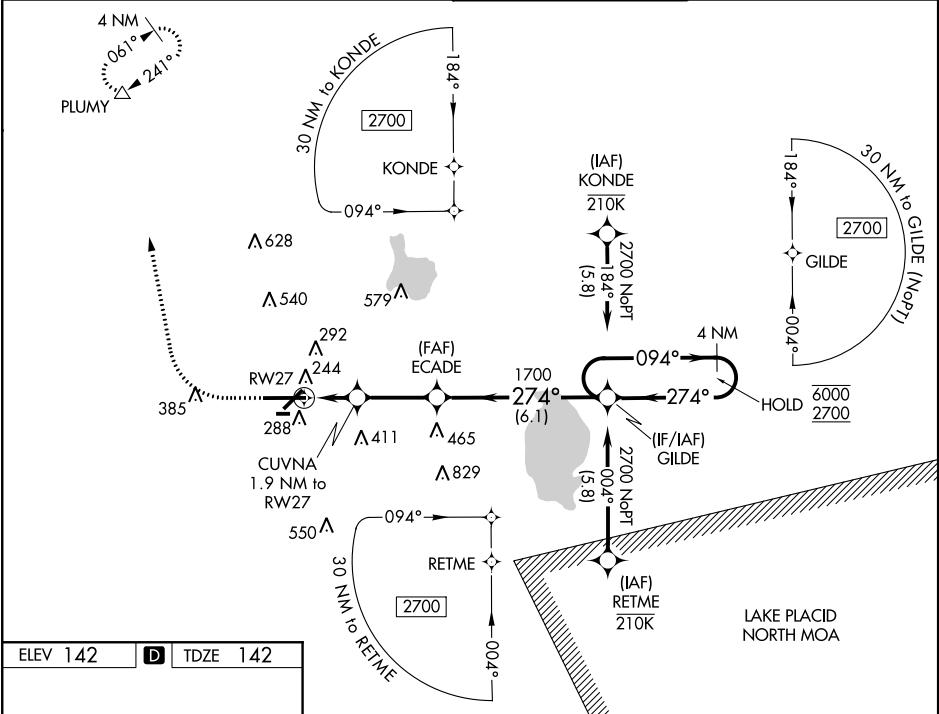 4 NM
061°
241°
PLUMY
30 NM to KONDE
184°
2700
KONDE
094°
(IAF)
KONDE
210K
2700 NoPT
184°
(5.8)
184°
30 NM to GILDE (NoPT)
2700
GILDE
004°
628
540
579
292
244
RW27
385
288
(FAF)
ECADE
1700
274°
(6.1)
4 NM
094°
274°
HOLD
6000
2700
(IF/IAF)
GILDE
CUVNA
1.9 NM to
RW27
411
465
829
550
2700 NoPT
004°
(5.8)
094°
RETME
30 NM to RETME
2700
004°
(IAF)
RETME
210K
LAKE PLACID
NORTH MOA
ELEV 142 D TDZE 142